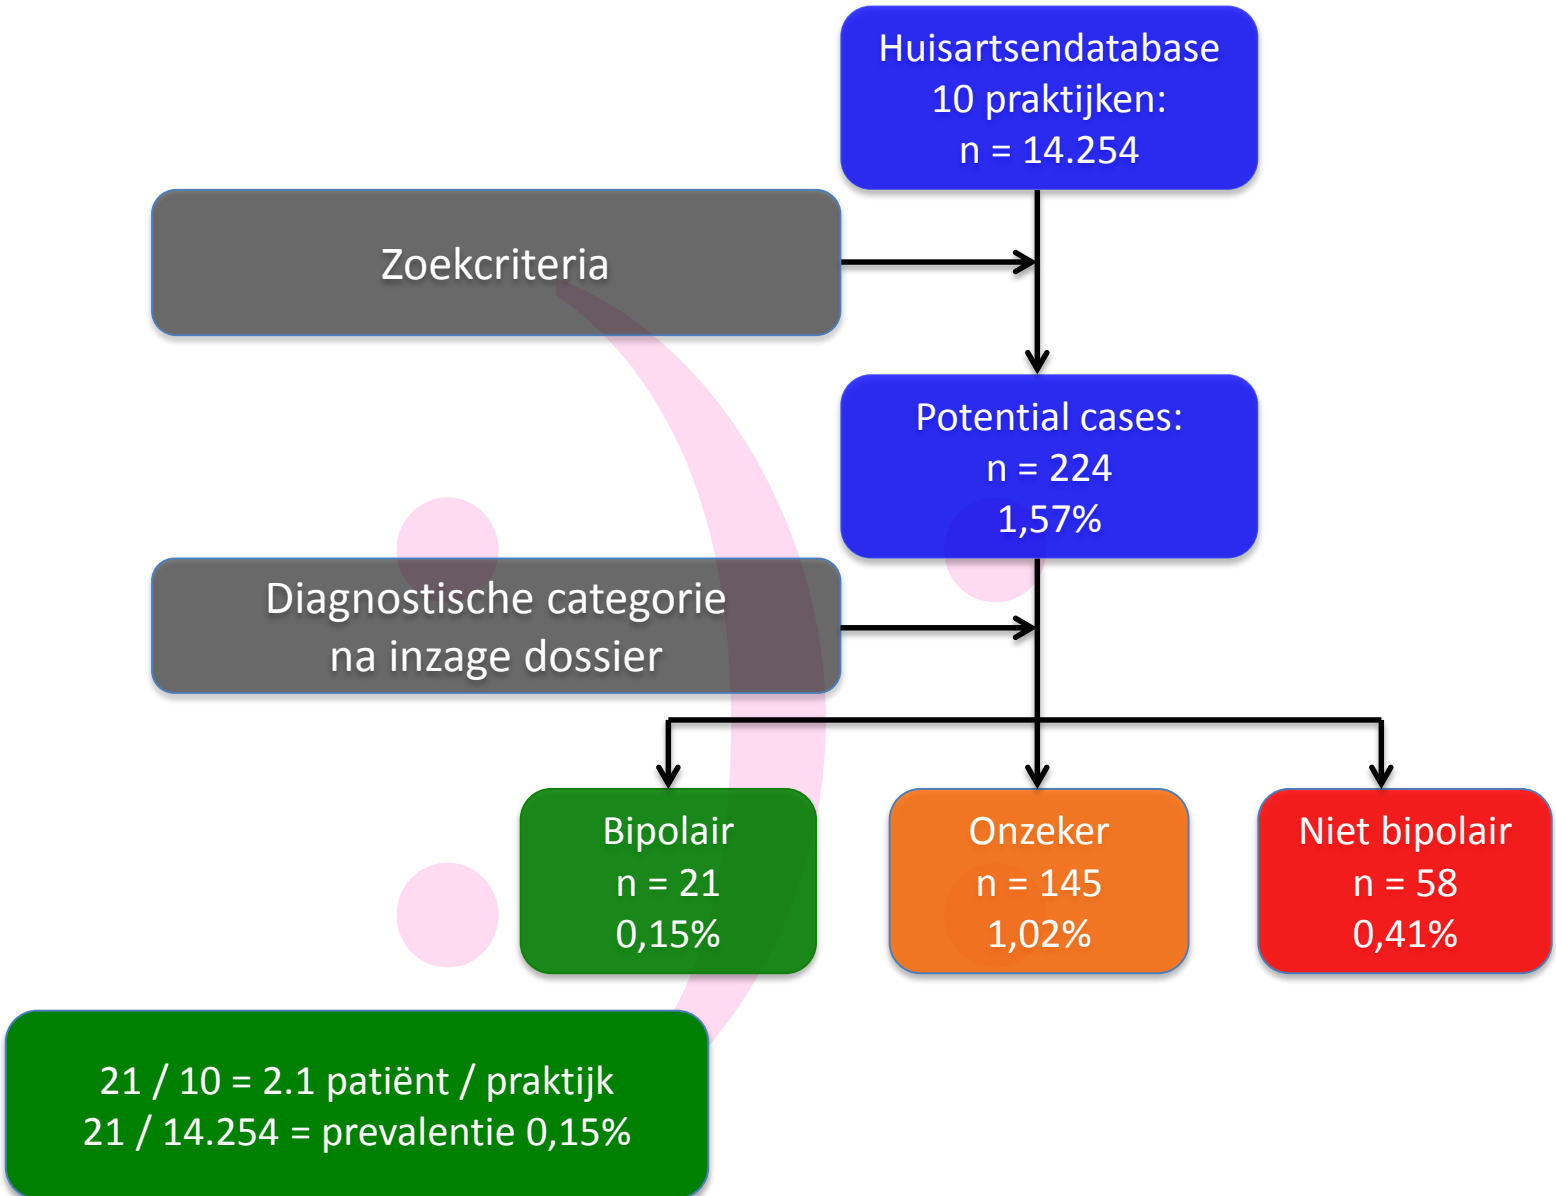 Huisartsendatabase
10 praktijken:
n = 14.254
Zoekcriteria
Potential cases:
n = 224
1,57%
Diagnostische categorie
na inzage dossier
Bipolair
n = 21
0,15%
Onzeker
n = 145
1,02%
Niet bipolair
n = 58
0,41%
21 / 10 = 2.1 patiënt / praktijk
21 / 14.254 = prevalentie 0,15%